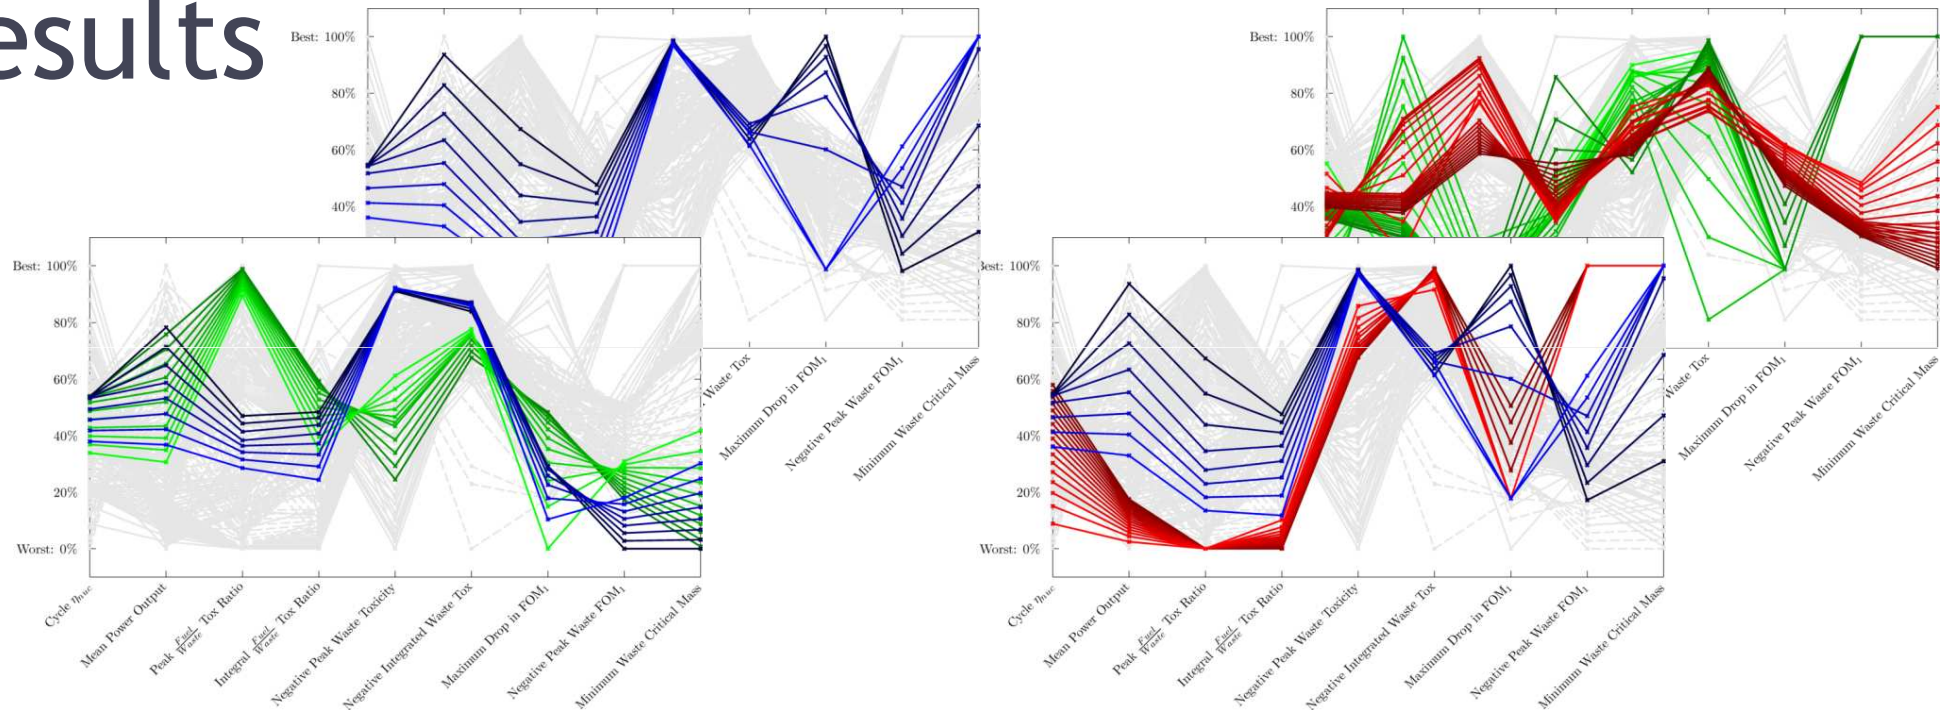 esults
Best: 100%
80%
60%
40%
Waste Tox
Maximum Drop in FOM₁
Negative Peak Waste FOM₁
Minimum Waste Critical Mass
Best: 100%
80%
60%
40%
Waste Tox
Maximum Drop in FOM₁
Negative Peak Waste FOM₁
Minimum Waste Critical Mass
Best: 100%
80%
60%
40%
20%
Worst: 0%
Cycle ηnuc
Mean Power Output
Peak Fuel/Waste Tox Ratio
Integral Fuel/Waste Tox Ratio
Negative Peak Waste Toxicity
Negative Integrated Waste Tox
Maximum Drop in FOM₁
Negative Peak Waste FOM₁
Minimum Waste Critical Mass
Best: 100%
80%
60%
40%
20%
Worst: 0%
Cycle ηnuc
Mean Power Output
Peak Fuel/Waste Tox Ratio
Integral Fuel/Waste Tox Ratio
Negative Peak Waste Toxicity
Negative Integrated Waste Tox
Maximum Drop in FOM₁
Negative Peak Waste FOM₁
Minimum Waste Critical Mass